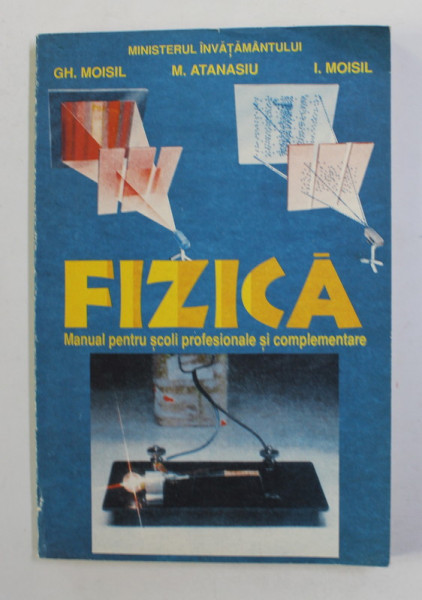 MINISTERUL ÎNVĂȚĂMÂNTULUI
GH. MOISIL M. ATANASIU I. MOISIL
FIZICĂ
Manual pentru școli profesionale și complementare